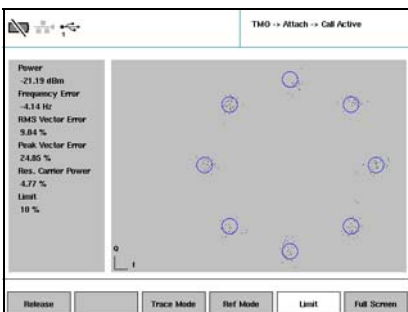 1
TMO -> Attach -> Call Active
Power
-21.19 dBm
Frequency Error
-4.14 Hz
RMS Vector Error
9.04 %
Peak Vector Error
24.85 %
Res. Carrier Power
4.77 %
Limit
10 %
Q
I
Release
Trace Mode
Ref Mode
Limit
Full Screen